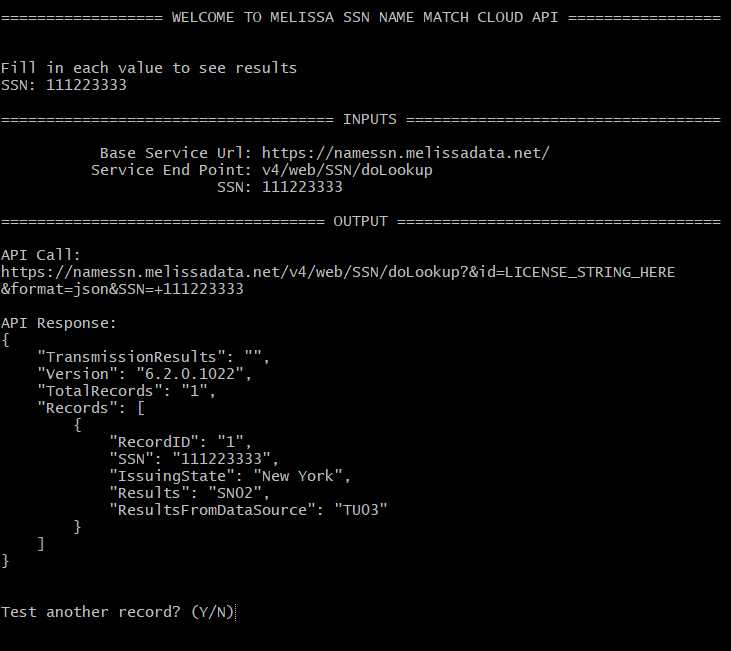 ================== WELCOME TO MELISSA SSN NAME MATCH CLOUD API =================
Fill in each value to see results
SSN: 111223333
===================================== INPUTS ===================================
Base Service Url: https://namessn.melissadata.net/
Service End Point: v4/web/SSN/doLookup
SSN: 111223333
==================================== OUTPUT ====================================
API Call:
https://namessn.melissadata.net/v4/web/SSN/doLookup?&id=LICENSE_STRING_HERE
&format=json&SSN=+111223333
API Response:
{
    "TransmissionResults": "",
    "Version": "6.2.0.1022",
    "TotalRecords": "1",
    "Records": [
        {
            "RecordID": "1",
            "SSN": "111223333",
            "IssuingState": "New York",
            "Results": "SN02",
            "ResultsFromDataSource": "TU03"
        }
    ]
}
Test another record? (Y/N)